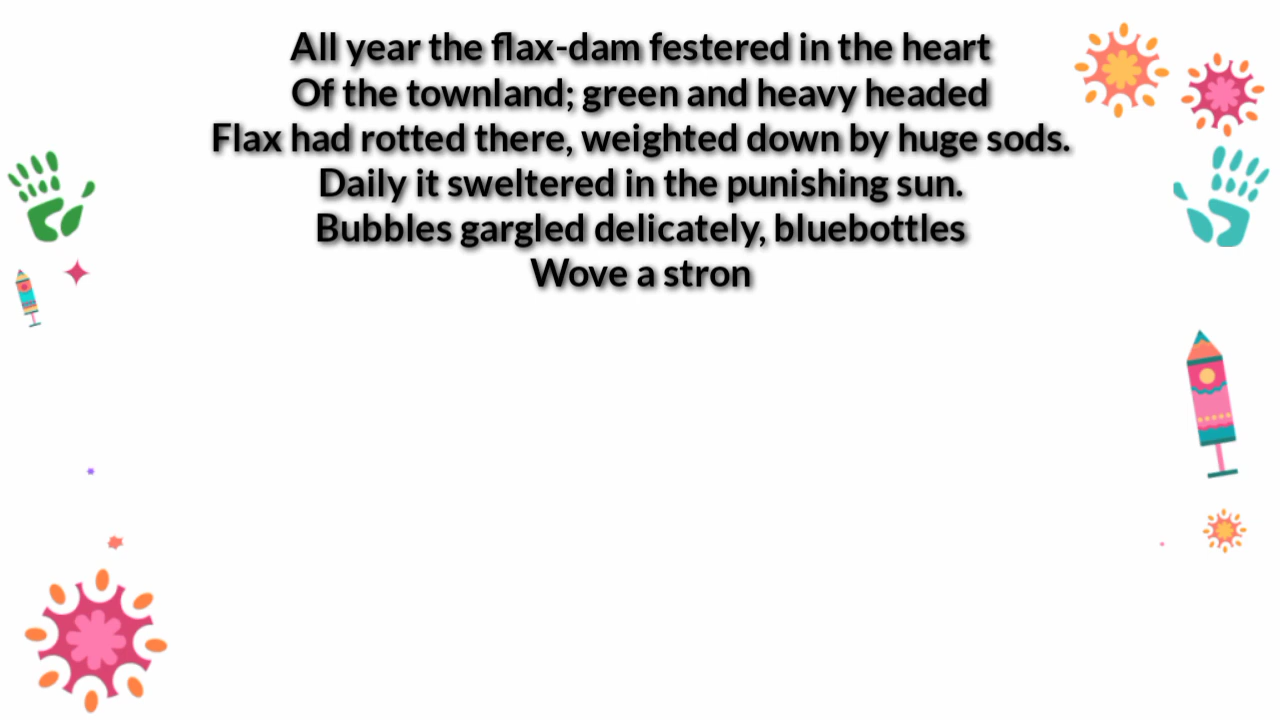 All year the flax-dam festered in the heart
Of the townland; green and heavy headed
Flax had rotted there, weighted down by huge sods.
Daily it sweltered in the punishing sun.
Bubbles gargled delicately, bluebottles
Wove a stron